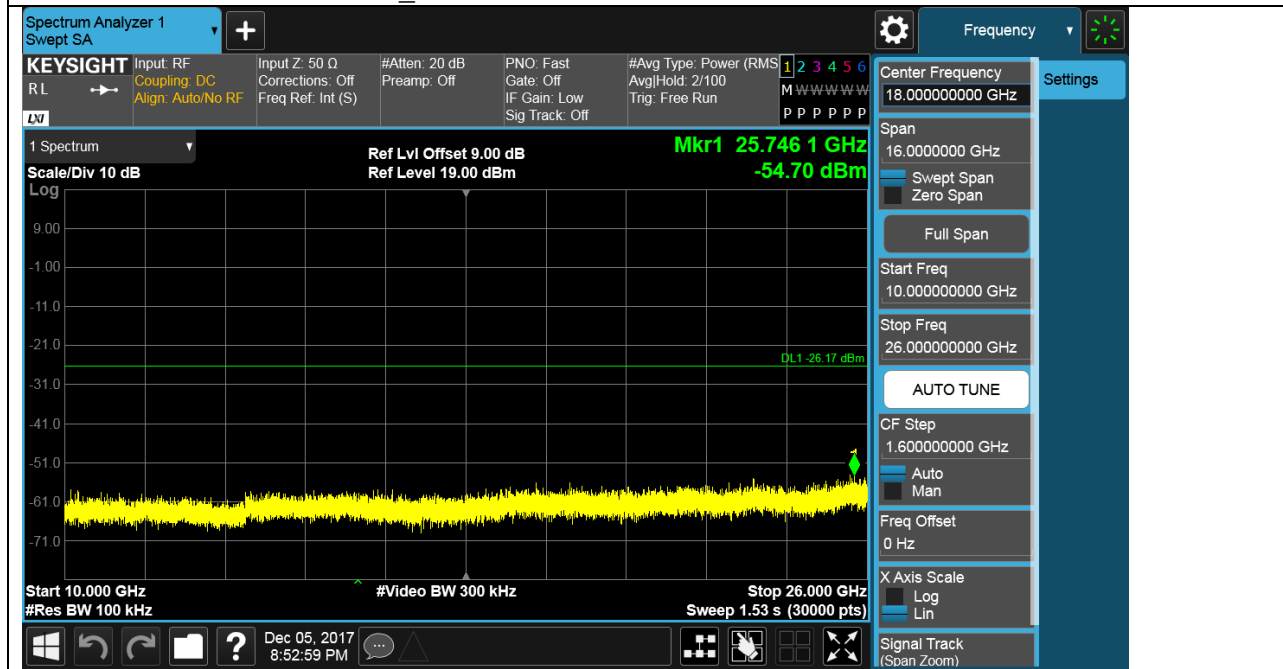 Spectrum Analyzer 1
Swept SA
+
Frequency
KEYSIGHT
R L
LXI
Input: RF
Coupling: DC
Align: Auto/No RF
Input Z: 50 Ω
Corrections: Off
Freq Ref: Int (S)
#Atten: 20 dB
Preamp: Off
PNO: Fast
Gate: Off
IF Gain: Low
Sig Track: Off
#Avg Type: Power (RMS
Avg|Hold: 2/100
Trig: Free Run
1 2 3 4 5 6
M W W W W W
P P P P P P
1 Spectrum
Scale/Div 10 dB
Log
Ref Lvl Offset 9.00 dB
Ref Level 19.00 dBm
Mkr1 25.746 1 GHz
-54.70 dBm
9.00
-1.00
-11.0
-21.0
-31.0
-41.0
-51.0
-61.0
-71.0
DL1 -26.17 dBm
1
Start 10.000 GHz
#Res BW 100 kHz
#Video BW 300 kHz
Stop 26.000 GHz
Sweep 1.53 s (30000 pts)
Center Frequency
18.000000000 GHz
Span
16.0000000 GHz
Swept Span
Zero Span
Full Span
Start Freq
10.000000000 GHz
Stop Freq
26.000000000 GHz
AUTO TUNE
CF Step
1.600000000 GHz
Auto
Man
Freq Offset
0 Hz
X Axis Scale
Log
Lin
Signal Track
(Span Zoom)
Settings
?
Dec 05, 2017
8:52:59 PM